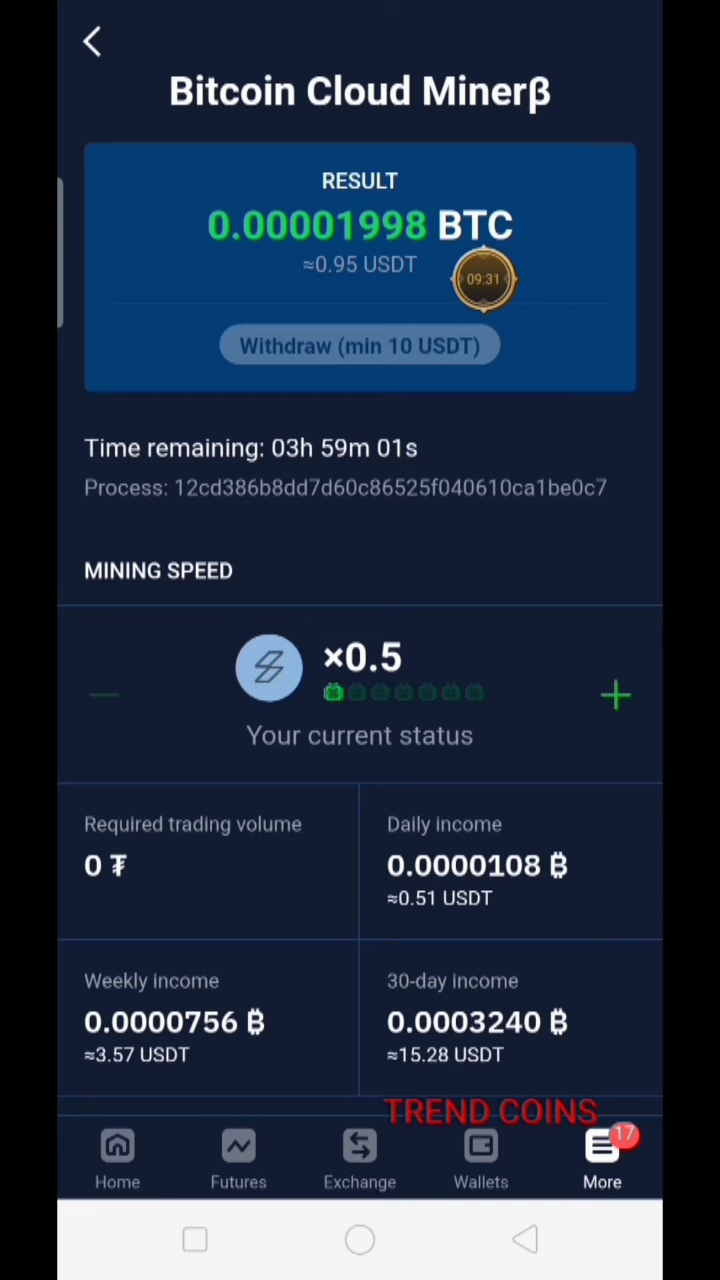 Bitcoin Cloud Minerβ
RESULT
0.00001998 BTC
≈0.95 USDT
09:31
Withdraw (min 10 USDT)
Time remaining: 03h 59m 01s
Process: 12cd386b8dd7d60c86525f040610ca1be0c7
MINING SPEED
×0.5
Your current status
Required trading volume
0 ₮
Daily income
0.0000108 ₿
≈0.51 USDT
Weekly income
0.0000756 ₿
≈3.57 USDT
30-day income
0.0003240 ₿
≈15.28 USDT
TREND COINS
17
Home Futures Exchange Wallets More